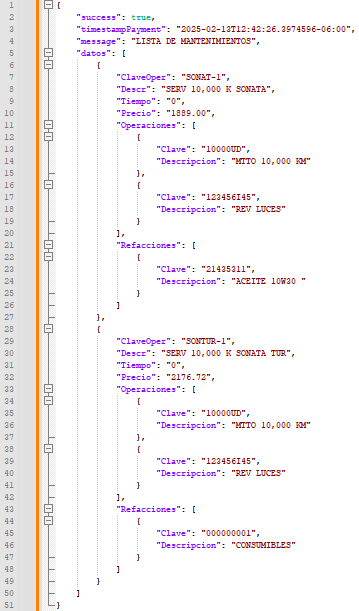 1 {
2 "success": true,
3 "timestampPayment": "2025-02-13T12:42:26.3974596-06:00",
4 "message": "LISTA DE MANTENIMIENTOS",
5 "datos": [
6 {
7 "ClaveOper": "SONAT-1",
8 "Descr": "SERV 10,000 K SONATA",
9 "Tiempo": "0",
10 "Precio": "1889.00",
11 "Operaciones": [
12 {
13 "Clave": "10000UD",
14 "Descripcion": "MTTO 10,000 KM"
15 },
16 {
17 "Clave": "123456I45",
18 "Descripcion": "REV LUCES"
19 }
20 ],
21 "Refacciones": [
22 {
23 "Clave": "21435311",
24 "Descripcion": "ACEITE 10W30 "
25 }
26 ]
27 },
28 {
29 "ClaveOper": "SONTUR-1",
30 "Descr": "SERV 10,000 K SONATA TUR",
31 "Tiempo": "0",
32 "Precio": "2176.72",
33 "Operaciones": [
34 {
35 "Clave": "10000UD",
36 "Descripcion": "MTTO 10,000 KM"
37 },
38 {
39 "Clave": "123456I45",
40 "Descripcion": "REV LUCES"
41 }
42 ],
43 "Refacciones": [
44 {
45 "Clave": "000000001",
46 "Descripcion": "CONSUMIBLES"
47 }
48 ]
49 }
50 ]
51 }